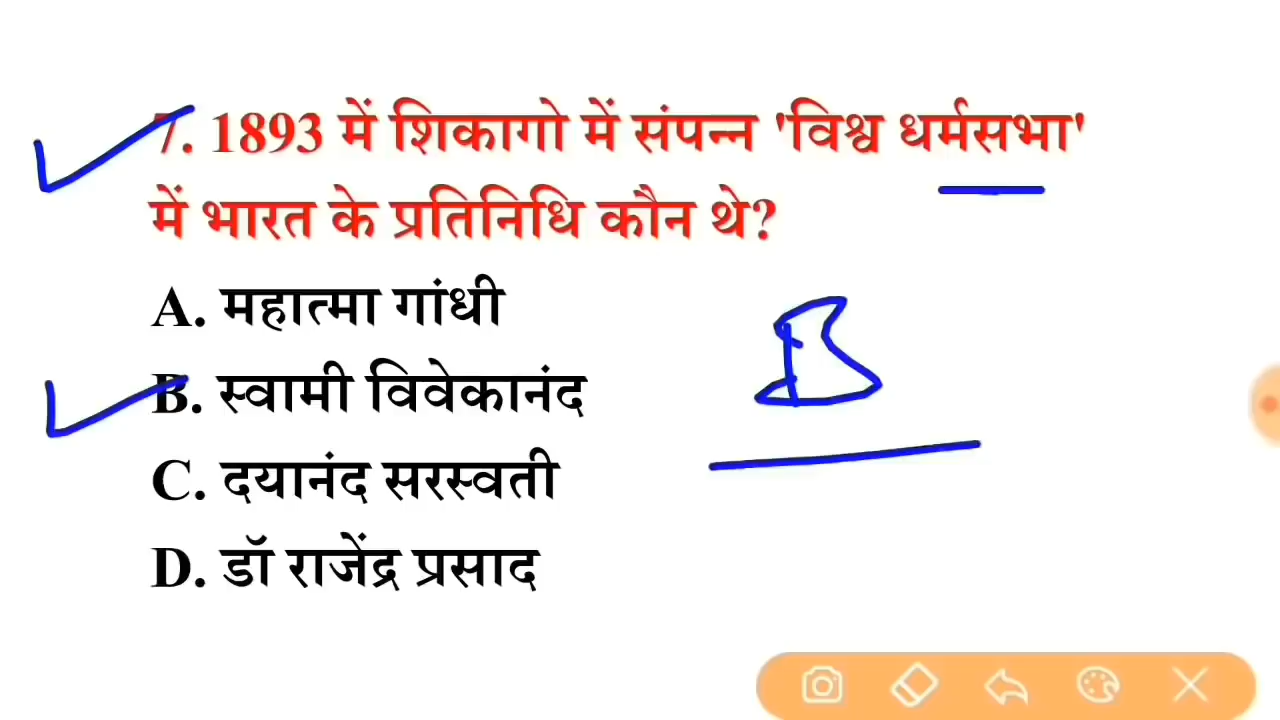 7. 1893 में शिकागो में संपन्न 'विश्व धर्मसभा'
में भारत के प्रतिनिधि कौन थे?
A. महात्मा गांधी
B. स्वामी विवेकानंद
B
C. दयानंद सरस्वती
D. डॉ राजेंद्र प्रसाद